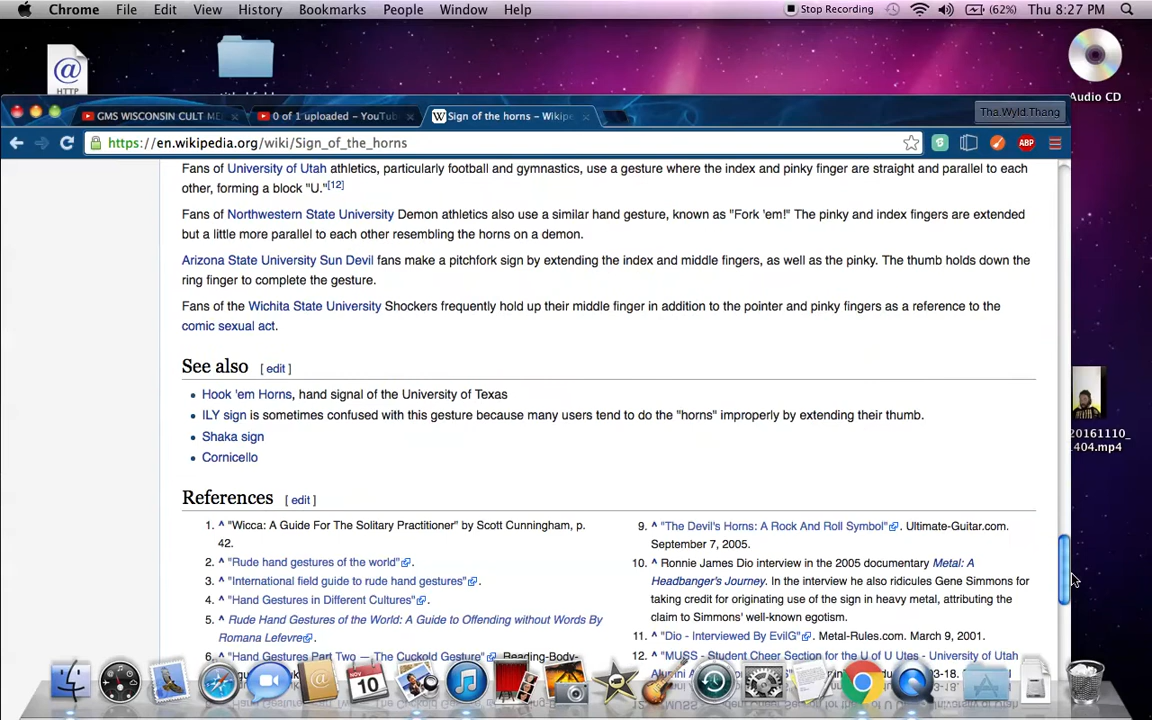 Chrome File Edit View History Bookmarks People Window Help Stop Recording (62%) Thu 8:27 PM
@
HTTP
Audio CD
GMS WISCONSIN CULT ME 0 of 1 uploaded - YouTub Sign of the horns – Wikipe Tha Wyld Thang
https://en.wikipedia.org/wiki/Sign_of_the_horns ABP
Fans of University of Utah athletics, particularly football and gymnastics, use a gesture where the index and pinky finger are straight and parallel to each
other, forming a block "U."[12]
Fans of Northwestern State University Demon athletics also use a similar hand gesture, known as "Fork 'em!" The pinky and index fingers are extended
but a little more parallel to each other resembling the horns on a demon.
Arizona State University Sun Devil fans make a pitchfork sign by extending the index and middle fingers, as well as the pinky. The thumb holds down the
ring finger to complete the gesture.
Fans of the Wichita State University Shockers frequently hold up their middle finger in addition to the pointer and pinky fingers as a reference to the
comic sexual act.
See also [ edit ]
Hook 'em Horns, hand signal of the University of Texas
ILY sign is sometimes confused with this gesture because many users tend to do the "horns" improperly by extending their thumb.
Shaka sign
Cornicello
20161110_
404.mp4
References [ edit ]
1. ^ "Wicca: A Guide For The Solitary Practitioner" by Scott Cunningham, p.
42.
2. ^ "Rude hand gestures of the world".
3. ^ "International field guide to rude hand gestures".
4. ^ "Hand Gestures in Different Cultures".
5. ^ Rude Hand Gestures of the World: A Guide to Offending without Words By
Romana Lefevre
6. ^ "Hand Gestures Part Two — The Cuckold Gesture". Reading-Body-
9. ^ "The Devil's Horns: A Rock And Roll Symbol". Ultimate-Guitar.com.
September 7, 2005.
10. ^ Ronnie James Dio interview in the 2005 documentary Metal: A
Headbanger's Journey. In the interview he also ridicules Gene Simmons for
taking credit for originating use of the sign in heavy metal, attributing the
claim to Simmons' well-known egotism.
11. ^ "Dio - Interviewed By EvilG". Metal-Rules.com. March 9, 2001.
12. ^ "MUSS - Student Cheer Section for the U of U Utes - University of Utah
NOV
10